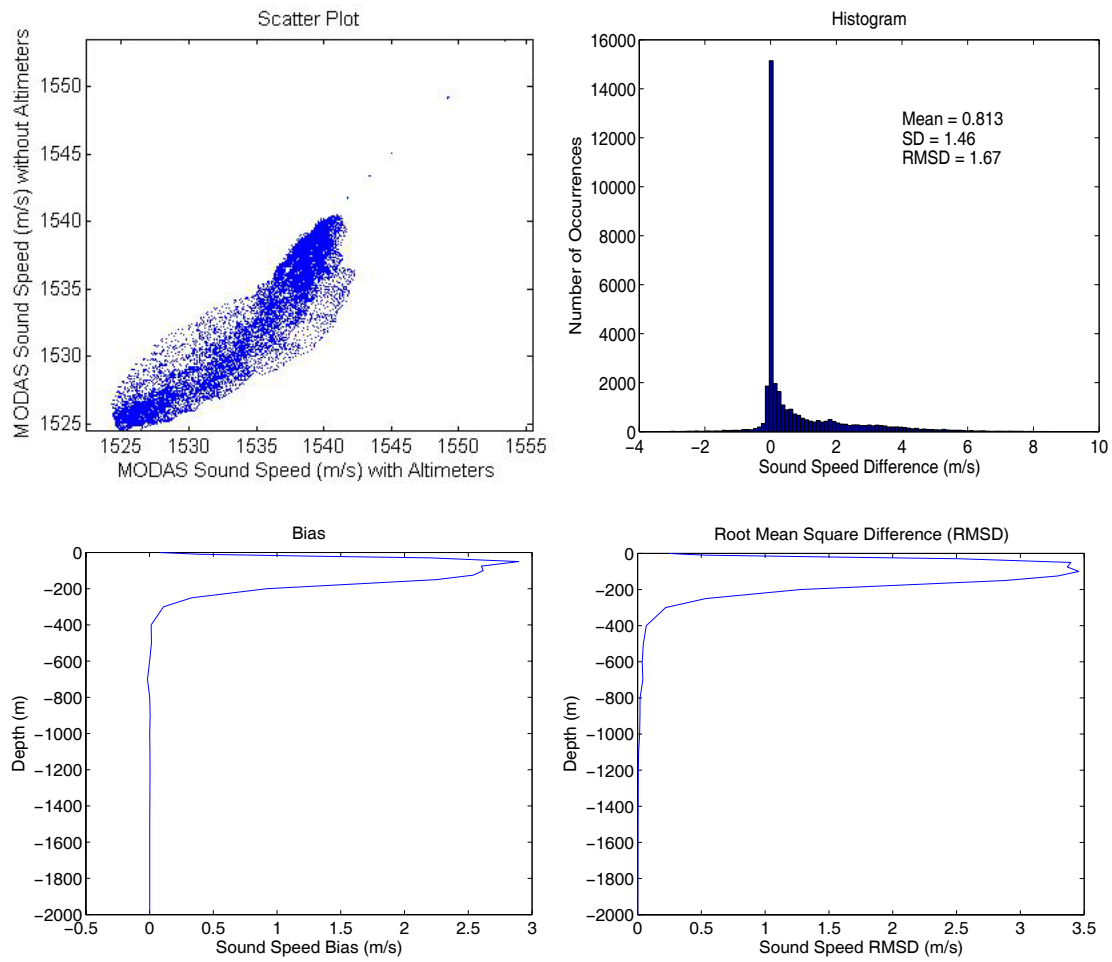 Scatter Plot
MODAS Sound Speed (m/s) without Altimeters
1550
1545
1540
1535
1530
1525
1525 1530 1535 1540 1545 1550 1555
MODAS Sound Speed (m/s) with Altimeters
Histogram
Number of Occurrences
16000
14000
12000
10000
8000
6000
4000
2000
0
Mean = 0.813
SD = 1.46
RMSD = 1.67
−4 −2 0 2 4 6 8 10
Sound Speed Difference (m/s)
Bias
Depth (m)
0
−200
−400
−600
−800
−1000
−1200
−1400
−1600
−1800
−2000
−0.5 0 0.5 1 1.5 2 2.5 3
Sound Speed Bias (m/s)
Root Mean Square Difference (RMSD)
Depth (m)
0
−200
−400
−600
−800
−1000
−1200
−1400
−1600
−1800
−2000
0 0.5 1 1.5 2 2.5 3 3.5
Sound Speed RMSD (m/s)